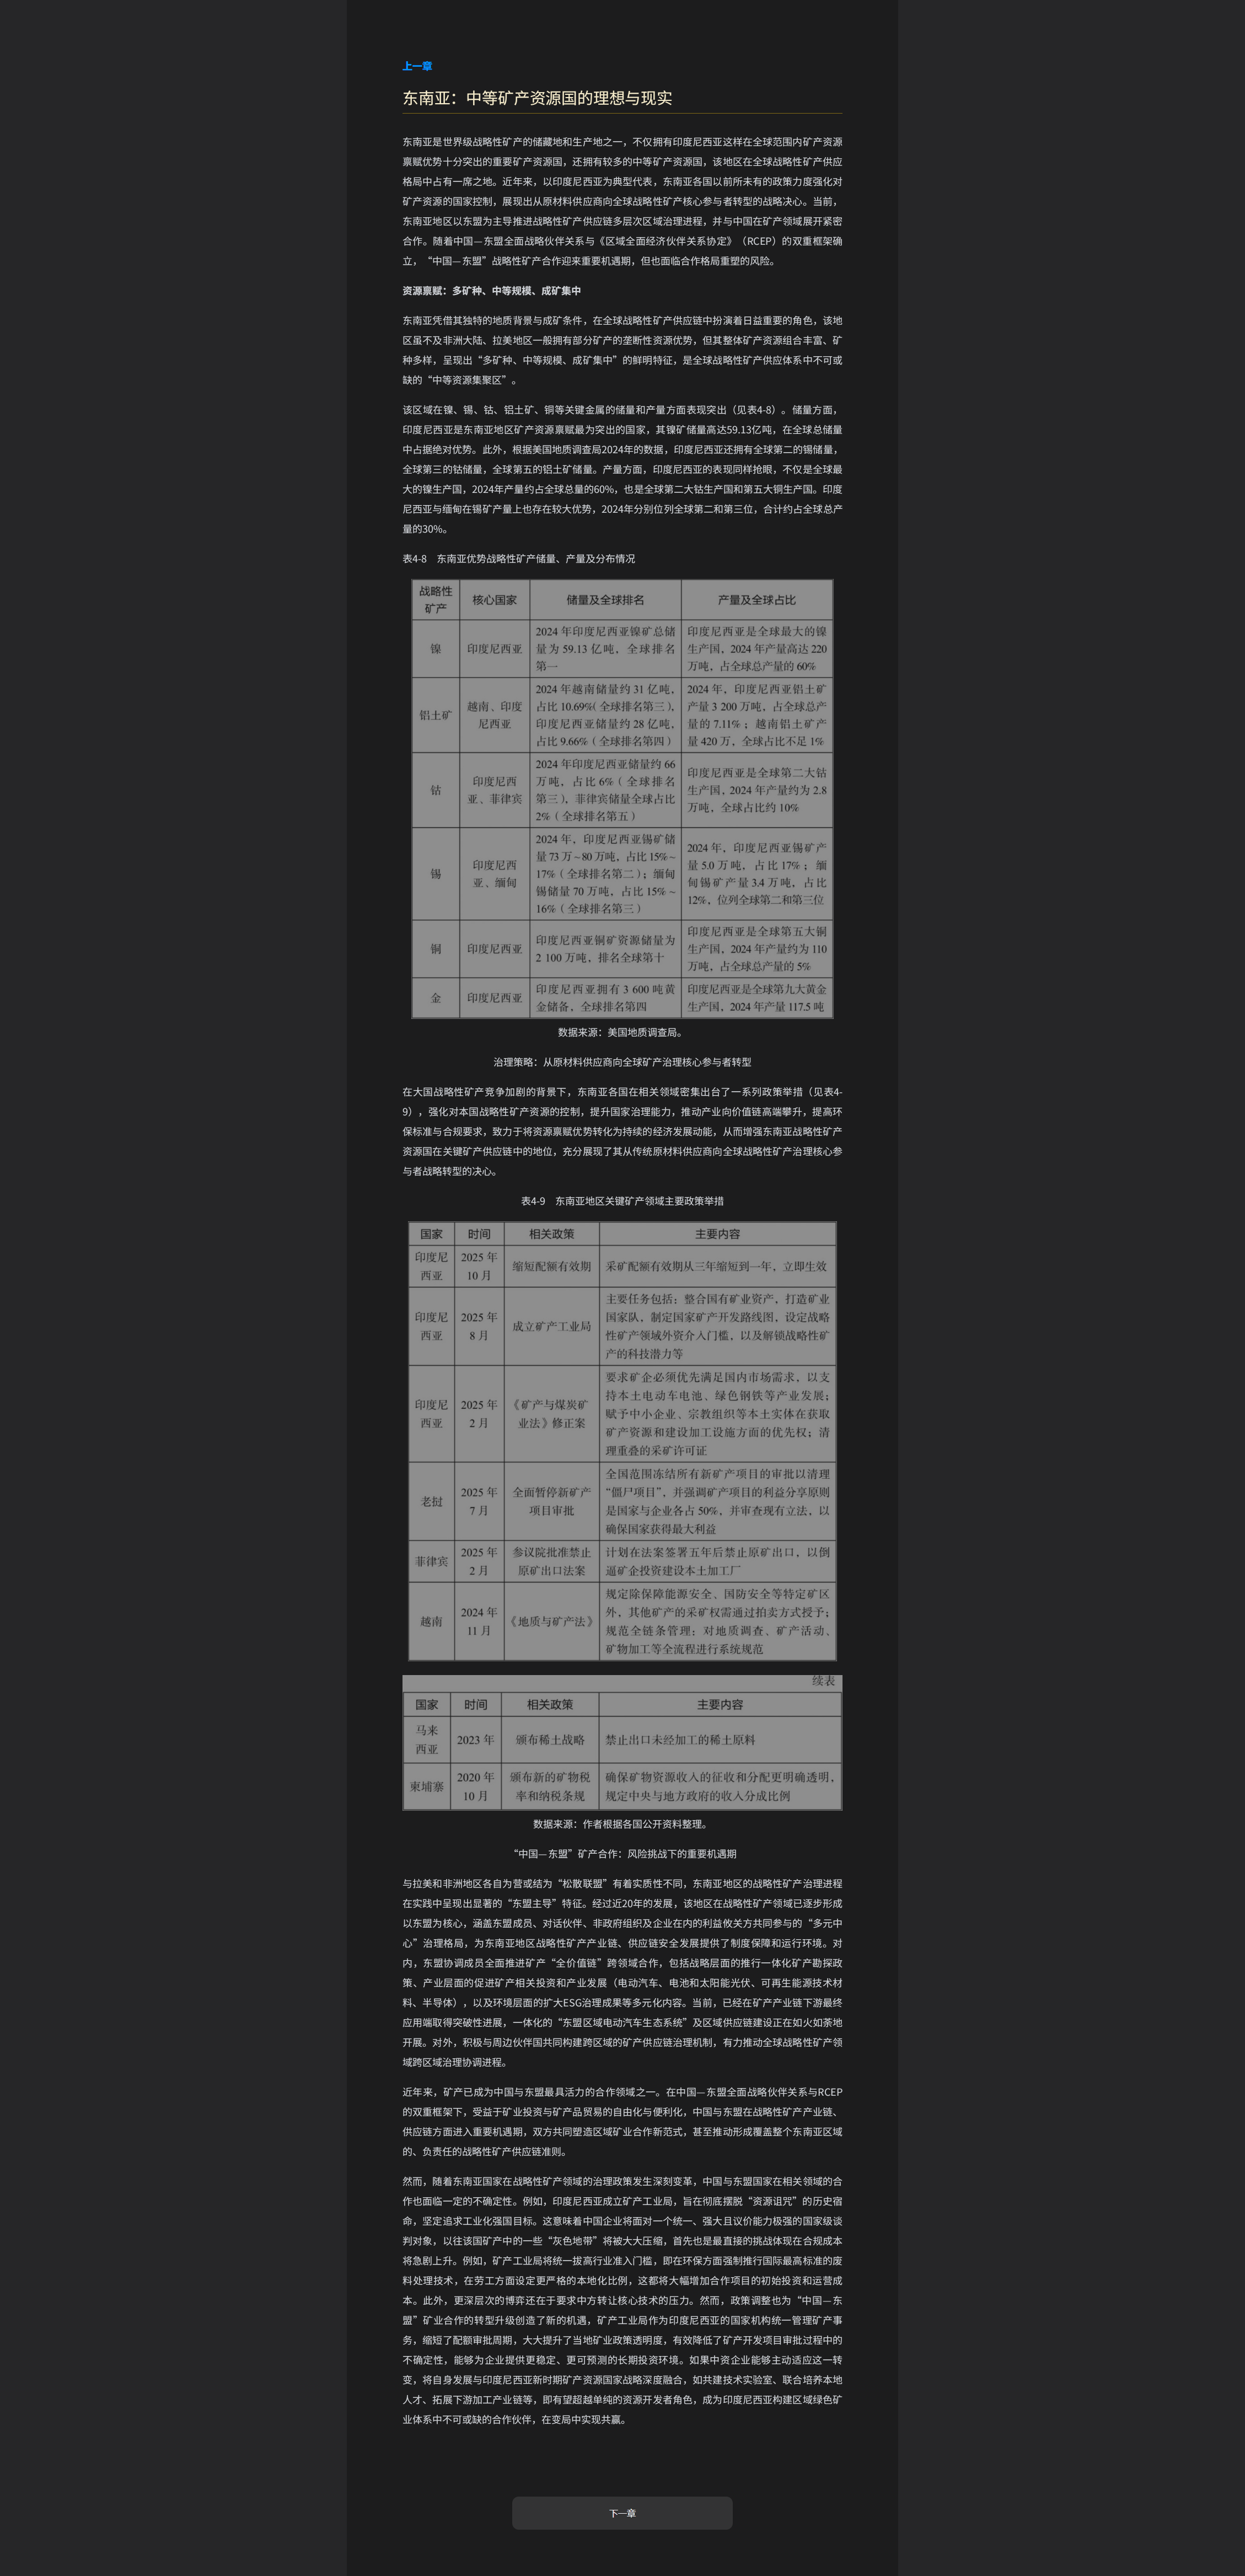 上一章
东南亚：中等矿产资源国的理想与现实
东南亚是世界级战略性矿产的储藏地和生产地之一，不仅拥有印度尼西亚这样在全球范围内矿产资源
禀赋优势十分突出的重要矿产资源国，还拥有较多的中等矿产资源国，该地区在全球战略性矿产供应
格局中占有一席之地。近年来，以印度尼西亚为典型代表，东南亚各国以前所未有的政策力度强化对
矿产资源的国家控制，展现出从原材料供应商向全球战略性矿产核心参与者转型的战略决心。当前，
东南亚地区以东盟为主导推进战略性矿产供应链多层次区域治理进程，并与中国在矿产领域展开紧密
合作。随着中国—东盟全面战略伙伴关系与《区域全面经济伙伴关系协定》（RCEP）的双重框架确
立，“中国—东盟”战略性矿产合作迎来重要机遇期，但也面临合作格局重塑的风险。
资源禀赋：多矿种、中等规模、成矿集中
东南亚凭借其独特的地质背景与成矿条件，在全球战略性矿产供应链中扮演着日益重要的角色，该地
区虽不及非洲大陆、拉美地区一般拥有部分矿产的垄断性资源优势，但其整体矿产资源组合丰富、矿
种多样，呈现出“多矿种、中等规模、成矿集中”的鲜明特征，是全球战略性矿产供应体系中不可或
缺的“中等资源集聚区”。
该区域在镍、锡、钴、铝土矿、铜等关键金属的储量和产量方面表现突出（见表4-8）。储量方面，
印度尼西亚是东南亚地区矿产资源禀赋最为突出的国家，其镍矿储量高达59.13亿吨，在全球总储量
中占据绝对优势。此外，根据美国地质调查局2024年的数据，印度尼西亚还拥有全球第二的锡储量，
全球第三的钴储量，全球第五的铝土矿储量。产量方面，印度尼西亚的表现同样抢眼，不仅是全球最
大的镍生产国，2024年产量约占全球总量的60%，也是全球第二大钴生产国和第五大铜生产国。印度
尼西亚与缅甸在锡矿产量上也存在较大优势，2024年分别位列全球第二和第三位，合计约占全球总产
量的30%。
表4-8　东南亚优势战略性矿产储量、产量及分布情况
战略性
矿产
核心国家
储量及全球排名
产量及全球占比
镍
印度尼西亚
2024 年印度尼西亚镍矿总储
量为 59.13 亿吨，全球排名
第一
印度尼西亚是全球最大的镍
生产国，2024 年产量高达 220
万吨，占全球总产量的 60%
铝土矿
越南、印度
尼西亚
2024 年越南储量约 31 亿吨，
占比 10.69%（全球排名第三），
印度尼西亚储量约 28 亿吨，
占比 9.66%（全球排名第四）
2024 年，印度尼西亚铝土矿
产量 3 200 万吨，占全球总产
量的 7.11%；越南铝土矿产
量 420 万，全球占比不足 1%
钴
印度尼西
亚、菲律宾
2024 年印度尼西亚储量约 66
万吨，占比 6%（全球排名
第三），菲律宾储量全球占比
2%（全球排名第五）
印度尼西亚是全球第二大钴
生产国，2024 年产量约为 2.8
万吨，全球占比约 10%
锡
印度尼西
亚、缅甸
2024 年，印度尼西亚锡矿储
量 73 万～80 万吨，占比 15%～
17%（全球排名第二）；缅甸
锡储量 70 万吨，占比 15%～
16%（全球排名第三）
2024 年，印度尼西亚锡矿产
量 5.0 万吨，占比 17%；缅
甸锡矿产量 3.4 万吨，占比
12%，位列全球第二和第三位
铜
印度尼西亚
印度尼西亚铜矿资源储量为
2 100 万吨，排名全球第十
印度尼西亚是全球第五大铜
生产国，2024 年产量约为 110
万吨，占全球总产量的 5%
金
印度尼西亚
印度尼西亚拥有 3 600 吨黄
金储备，全球排名第四
印度尼西亚是全球第九大黄金
生产国，2024 年产量 117.5 吨
数据来源：美国地质调查局。
治理策略：从原材料供应商向全球矿产治理核心参与者转型
在大国战略性矿产竞争加剧的背景下，东南亚各国在相关领域密集出台了一系列政策举措（见表4-
9），强化对本国战略性矿产资源的控制，提升国家治理能力，推动产业向价值链高端攀升，提高环
保标准与合规要求，致力于将资源禀赋优势转化为持续的经济发展动能，从而增强东南亚战略性矿产
资源国在关键矿产供应链中的地位，充分展现了其从传统原材料供应商向全球战略性矿产治理核心参
与者战略转型的决心。
表4-9　东南亚地区关键矿产领域主要政策举措
国家
时间
相关政策
主要内容
印度尼
西亚
2025 年
10 月
缩短配额有效期
采矿配额有效期从三年缩短到一年，立即生效
印度尼
西亚
2025 年
8 月
成立矿产工业局
主要任务包括：整合国有矿业资产，打造矿业
国家队，制定国家矿产开发路线图，设定战略
性矿产领域外资介入门槛，以及解锁战略性矿
产的科技潜力等
印度尼
西亚
2025 年
2 月
《矿产与煤炭矿
业法》修正案
要求矿企必须优先满足国内市场需求，以支
持本土电动车电池、绿色钢铁等产业发展；
赋予中小企业、宗教组织等本土实体在获取
矿产资源和建设加工设施方面的优先权；清
理重叠的采矿许可证
老挝
2025 年
7 月
全面暂停新矿产
项目审批
全国范围冻结所有新矿产项目的审批以清理
“僵尸项目”，并强调矿产项目的利益分享原则
是国家与企业各占 50%，并审查现有立法，以
确保国家获得最大利益
菲律宾
2025 年
2 月
参议院批准禁止
原矿出口法案
计划在法案签署五年后禁止原矿出口，以倒
逼矿企投资建设本土加工厂
越南
2024 年
11 月
《地质与矿产法》
规定除保障能源安全、国防安全等特定矿区
外，其他矿产的采矿权需通过拍卖方式授予；
规范全链条管理：对地质调查、矿产活动、
矿物加工等全流程进行系统规范
续表
国家
时间
相关政策
主要内容
马来
西亚
2023 年
颁布稀土战略
禁止出口未经加工的稀土原料
柬埔寨
2020 年
10 月
颁布新的矿物税
率和纳税条规
确保矿物资源收入的征收和分配更明确透明，
规定中央与地方政府的收入分成比例
数据来源：作者根据各国公开资料整理。
“中国—东盟”矿产合作：风险挑战下的重要机遇期
与拉美和非洲地区各自为营或结为“松散联盟”有着实质性不同，东南亚地区的战略性矿产治理进程
在实践中呈现出显著的“东盟主导”特征。经过近20年的发展，该地区在战略性矿产领域已逐步形成
以东盟为核心，涵盖东盟成员、对话伙伴、非政府组织及企业在内的利益攸关方共同参与的“多元中
心”治理格局，为东南亚地区战略性矿产产业链、供应链安全发展提供了制度保障和运行环境。对
内，东盟协调成员全面推进矿产“全价值链”跨领域合作，包括战略层面的推行一体化矿产勘探政
策、产业层面的促进矿产相关投资和产业发展（电动汽车、电池和太阳能光伏、可再生能源技术材
料、半导体），以及环境层面的扩大ESG治理成果等多元化内容。当前，已经在矿产产业链下游最终
应用端取得突破性进展，一体化的“东盟区域电动汽车生态系统”及区域供应链建设正在如火如荼地
开展。对外，积极与周边伙伴国共同构建跨区域的矿产供应链治理机制，有力推动全球战略性矿产领
域跨区域治理协调进程。
近年来，矿产已成为中国与东盟最具活力的合作领域之一。在中国—东盟全面战略伙伴关系与RCEP
的双重框架下，受益于矿业投资与矿产品贸易的自由化与便利化，中国与东盟在战略性矿产产业链、
供应链方面进入重要机遇期，双方共同塑造区域矿业合作新范式，甚至推动形成覆盖整个东南亚区域
的、负责任的战略性矿产供应链准则。
然而，随着东南亚国家在战略性矿产领域的治理政策发生深刻变革，中国与东盟国家在相关领域的合
作也面临一定的不确定性。例如，印度尼西亚成立矿产工业局，旨在彻底摆脱“资源诅咒”的历史宿
命，坚定追求工业化强国目标。这意味着中国企业将面对一个统一、强大且议价能力极强的国家级谈
判对象，以往该国矿产中的一些“灰色地带”将被大大压缩，首先也是最直接的挑战体现在合规成本
将急剧上升。例如，矿产工业局将统一拔高行业准入门槛，即在环保方面强制推行国际最高标准的废
料处理技术，在劳工方面设定更严格的本地化比例，这都将大幅增加合作项目的初始投资和运营成
本。此外，更深层次的博弈还在于要求中方转让核心技术的压力。然而，政策调整也为“中国—东
盟”矿业合作的转型升级创造了新的机遇，矿产工业局作为印度尼西亚的国家机构统一管理矿产事
务，缩短了配额审批周期，大大提升了当地矿业政策透明度，有效降低了矿产开发项目审批过程中的
不确定性，能够为企业提供更稳定、更可预测的长期投资环境。如果中资企业能够主动适应这一转
变，将自身发展与印度尼西亚新时期矿产资源国家战略深度融合，如共建技术实验室、联合培养本地
人才、拓展下游加工产业链等，即有望超越单纯的资源开发者角色，成为印度尼西亚构建区域绿色矿
业体系中不可或缺的合作伙伴，在变局中实现共赢。
下一章